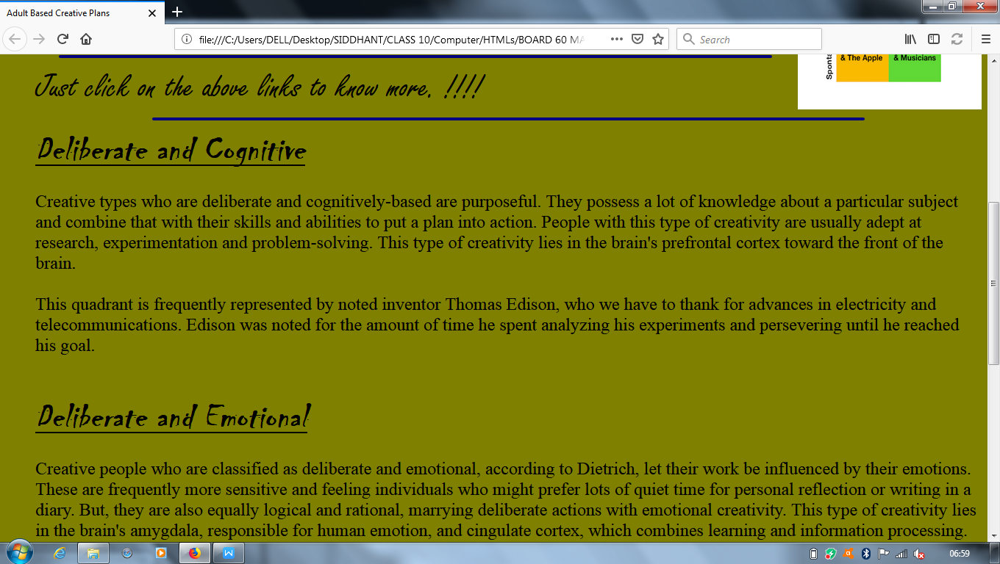 Adult Based Creative Plans
file:///C:/Users/DELL/Desktop/SIDDHANT/CLASS 10/Computer/HTMLs/BOARD 60 MA
Search
Sponta
& The Apple
& Musicians
Just click on the above links to know more. !!!!
Deliberate and Cognitive
Creative types who are deliberate and cognitively-based are purposeful. They possess a lot of knowledge about a particular subject
and combine that with their skills and abilities to put a plan into action. People with this type of creativity are usually adept at
research, experimentation and problem-solving. This type of creativity lies in the brain's prefrontal cortex toward the front of the
brain.
This quadrant is frequently represented by noted inventor Thomas Edison, who we have to thank for advances in electricity and
telecommunications. Edison was noted for the amount of time he spent analyzing his experiments and persevering until he reached
his goal.
Deliberate and Emotional
Creative people who are classified as deliberate and emotional, according to Dietrich, let their work be influenced by their emotions.
These are frequently more sensitive and feeling individuals who might prefer lots of quiet time for personal reflection or writing in a
diary. But, they are also equally logical and rational, marrying deliberate actions with emotional creativity. This type of creativity lies
in the brain's amygdala, responsible for human emotion, and cingulate cortex, which combines learning and information processing.
06:59